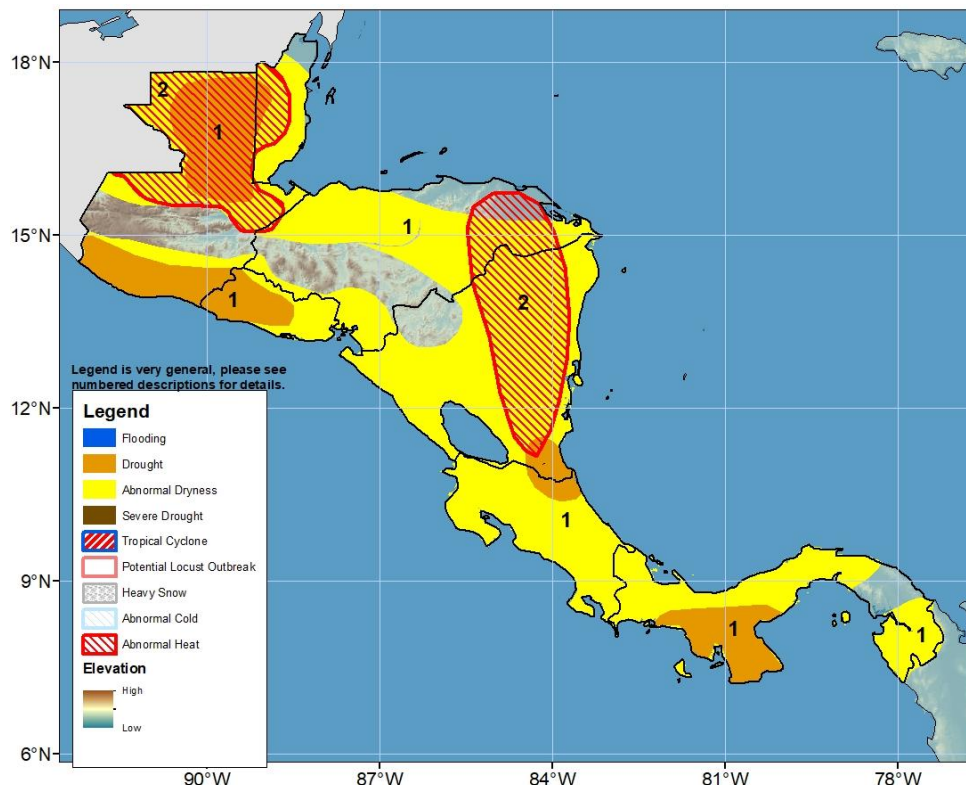 18°N
2
1
1
15°N
2
1
Legend is very general, please see
numbered descriptions for details.
12°N
Legend
Flooding
Drought
Abnormal Dryness
Severe Drought
Tropical Cyclone
Potential Locust Outbreak
Heavy Snow
Abnormal Cold
Abnormal Heat
Elevation
High
Low
1
9°N
1
1
6°N
90°W
87°W
84°W
81°W
78°W